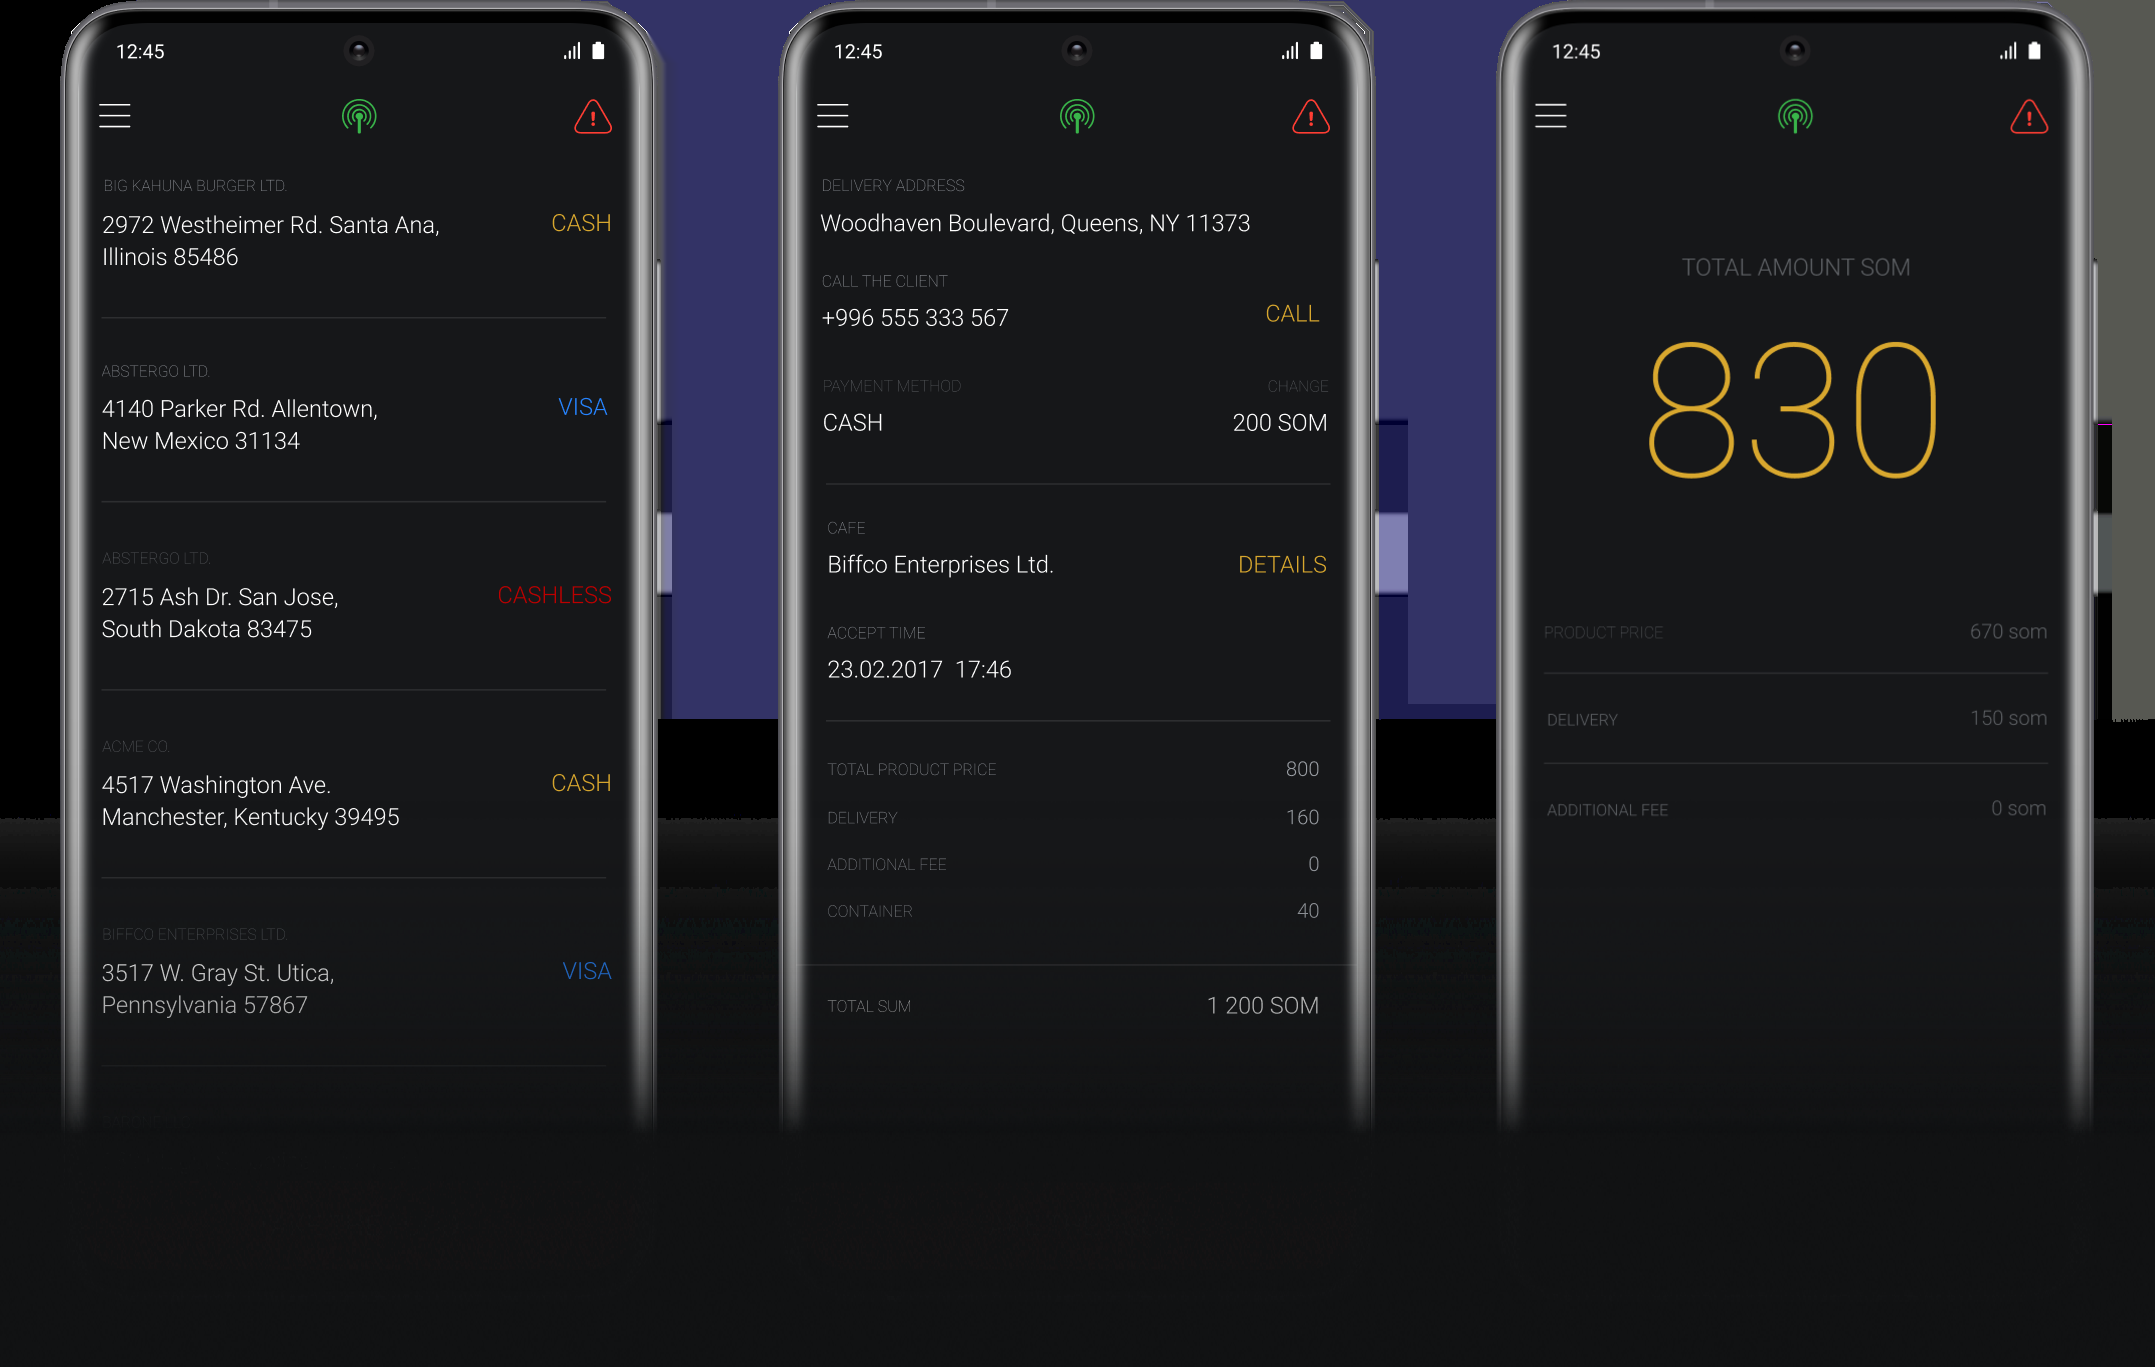 12:45
BIG KAHUNA BURGER LTD.
2972 Westheimer Rd. Santa Ana,
Illinois 85486
CASH
ABSTERGO LTD.
4140 Parker Rd. Allentown,
New Mexico 31134
VISA
ABSTERGO LTD.
2715 Ash Dr. San Jose,
South Dakota 83475
CASHLESS
ACME CO.
4517 Washington Ave.
Manchester, Kentucky 39495
CASH
BIFFCO ENTERPRISES LTD.
3517 W. Gray St. Utica,
Pennsylvania 57867
VISA
12:45
DELIVERY ADDRESS
Woodhaven Boulevard, Queens, NY 11373
CALL THE CLIENT
+996 555 333 567
CALL
PAYMENT METHOD
CASH
CHANGE
200 SOM
CAFE
Biffco Enterprises Ltd.
DETAILS
ACCEPT TIME
23.02.2017 17:46
TOTAL PRODUCT PRICE 800
DELIVERY 160
ADDITIONAL FEE 0
CONTAINER 40
TOTAL SUM 1 200 SOM
12:45
TOTAL AMOUNT SOM
830
PRODUCT PRICE 670 som
DELIVERY 150 som
ADDITIONAL FEE 0 som